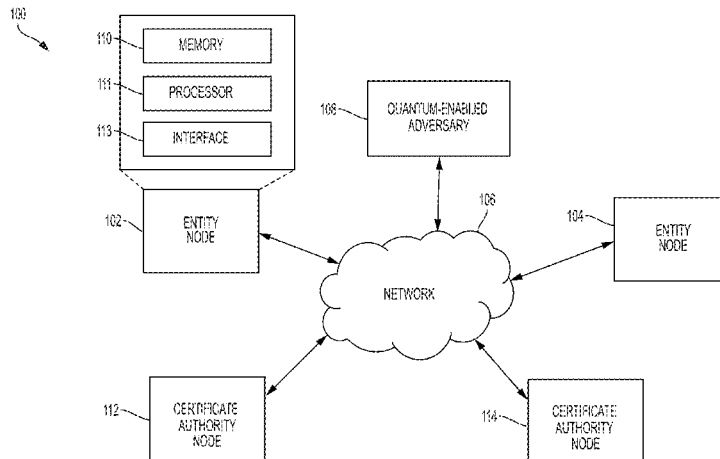 100
110
MEMORY
111
PROCESSOR
113
INTERFACE
108
QUANTUM-ENABLED
ADVERSARY
102
ENTITY
NODE
106
104
ENTITY
NODE
NETWORK
112
CERTIFICATE
AUTHORITY
NODE
114
CERTIFICATE
AUTHORITY
NODE